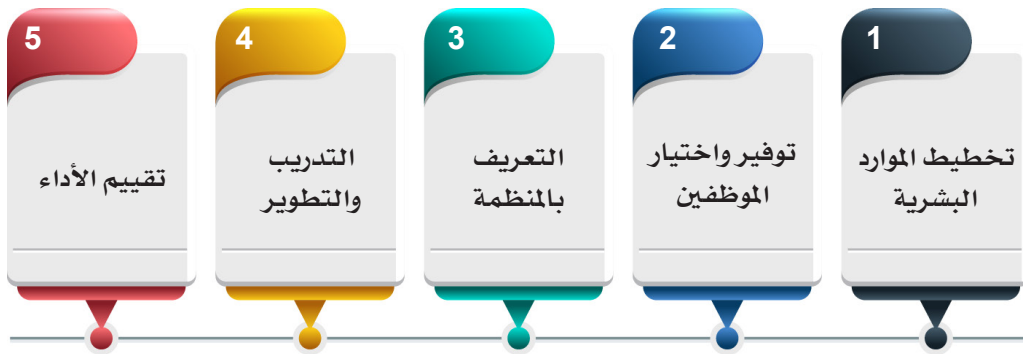 1
تخطيط الموارد
البشرية
2
توفير واختيار
الموظفين
3
التعريف
بالمنظمة
4
التدريب
والتطوير
5
تقييم الأداء